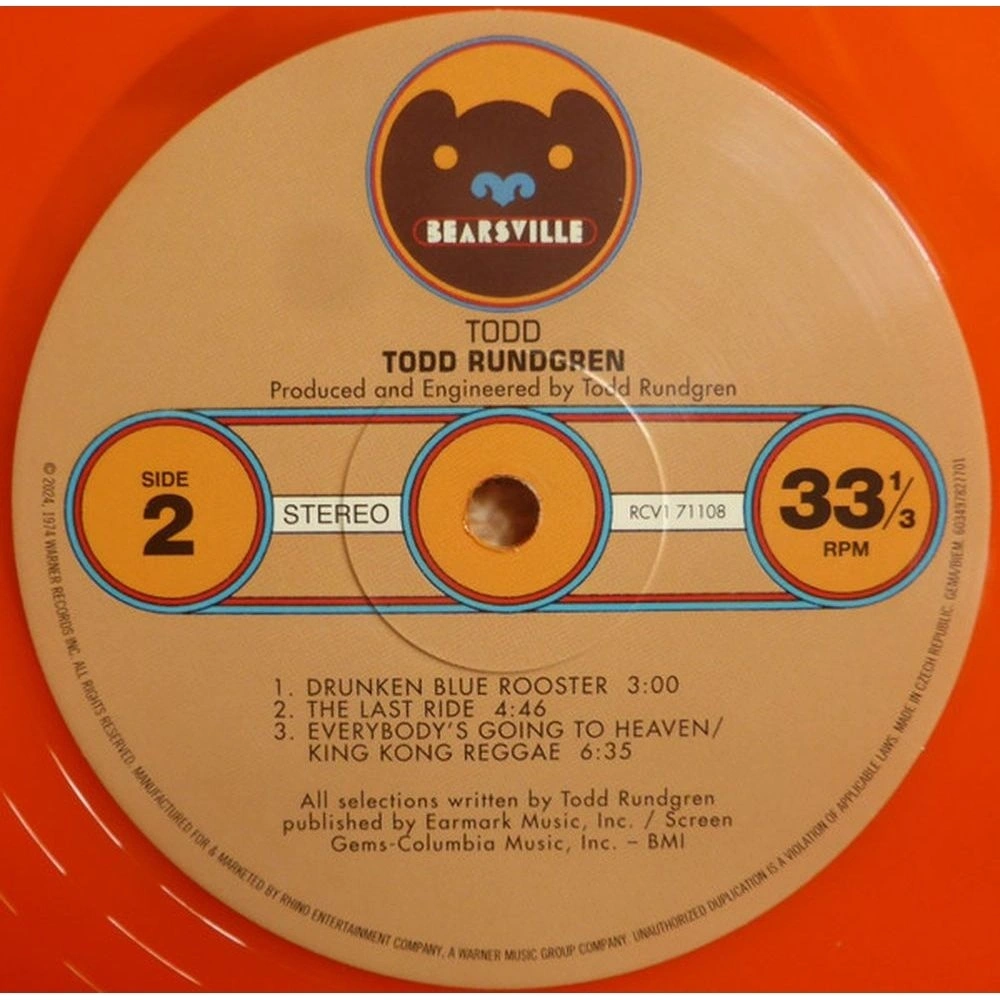 BEARSVILLE
TODD
TODD RUNDGREN
Produced and Engineered by Todd Rundgren
SIDE
2
STEREO
RCV1 71108
33 1/3
RPM
1. DRUNKEN BLUE ROOSTER 3:00
2. THE LAST RIDE 4:46
3. EVERYBODY'S GOING TO HEAVEN/
KING KONG REGGAE 6:35
All selections written by Todd Rundgren
published by Earmark Music, Inc. / Screen
Gems-Columbia Music, Inc. – BMI
© 2024, 1974 WARNER RECORDS INC. ALL RIGHTS RESERVED. MANUFACTURED FOR & MARKETED BY RHINO ENTERTAINMENT COMPANY, A WARNER MUSIC GROUP COMPANY. UNAUTHORIZED DUPLICATION IS A VIOLATION OF APPLICABLE LAWS. MADE IN CZECH REPUBLIC. GEMA/BIEM. 603497827701